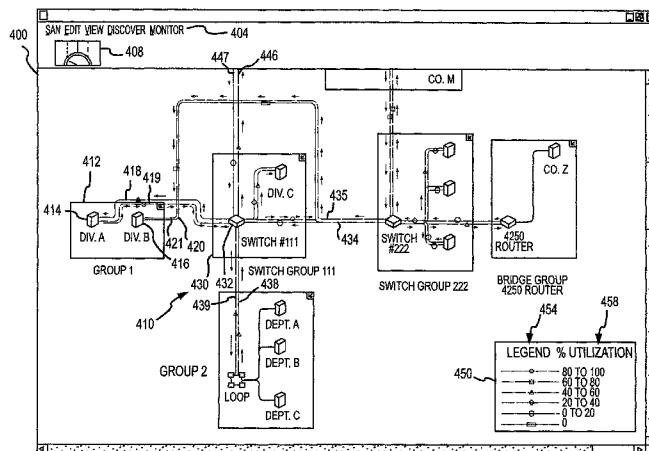 SAN EDIT VIEW DISCOVER MONITOR
404
400
408
447
446
CO. M
412
418
419
414
DIV. A
DIV. B
421
420
416
GROUP 1
DIV. C
435
434
SWITCH #111
430
432
SWITCH GROUP 111
SWITCH #222
SWITCH GROUP 222
CO. Z
4250
ROUTER
BRIDGE GROUP
4250 ROUTER
410
439
438
GROUP 2
DEPT. A
DEPT. B
DEPT. C
LOOP
454
458
450
LEGEND % UTILIZATION
80 TO 100
60 TO 80
40 TO 60
20 TO 40
0 TO 20
0